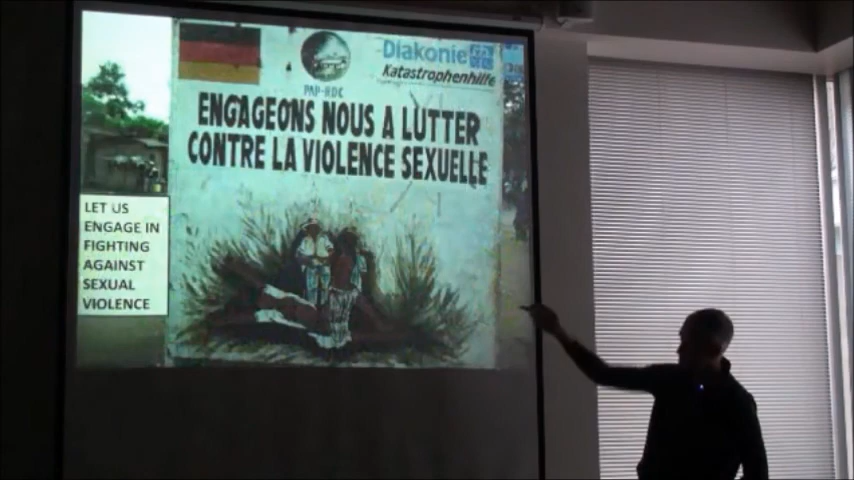 Diakonie
Katastrophenhilfe
PAP-RDC
ENGAGEONS NOUS A LUTTER
CONTRE LA VIOLENCE SEXUELLE
LET US
ENGAGE IN
FIGHTING
AGAINST
SEXUAL
VIOLENCE